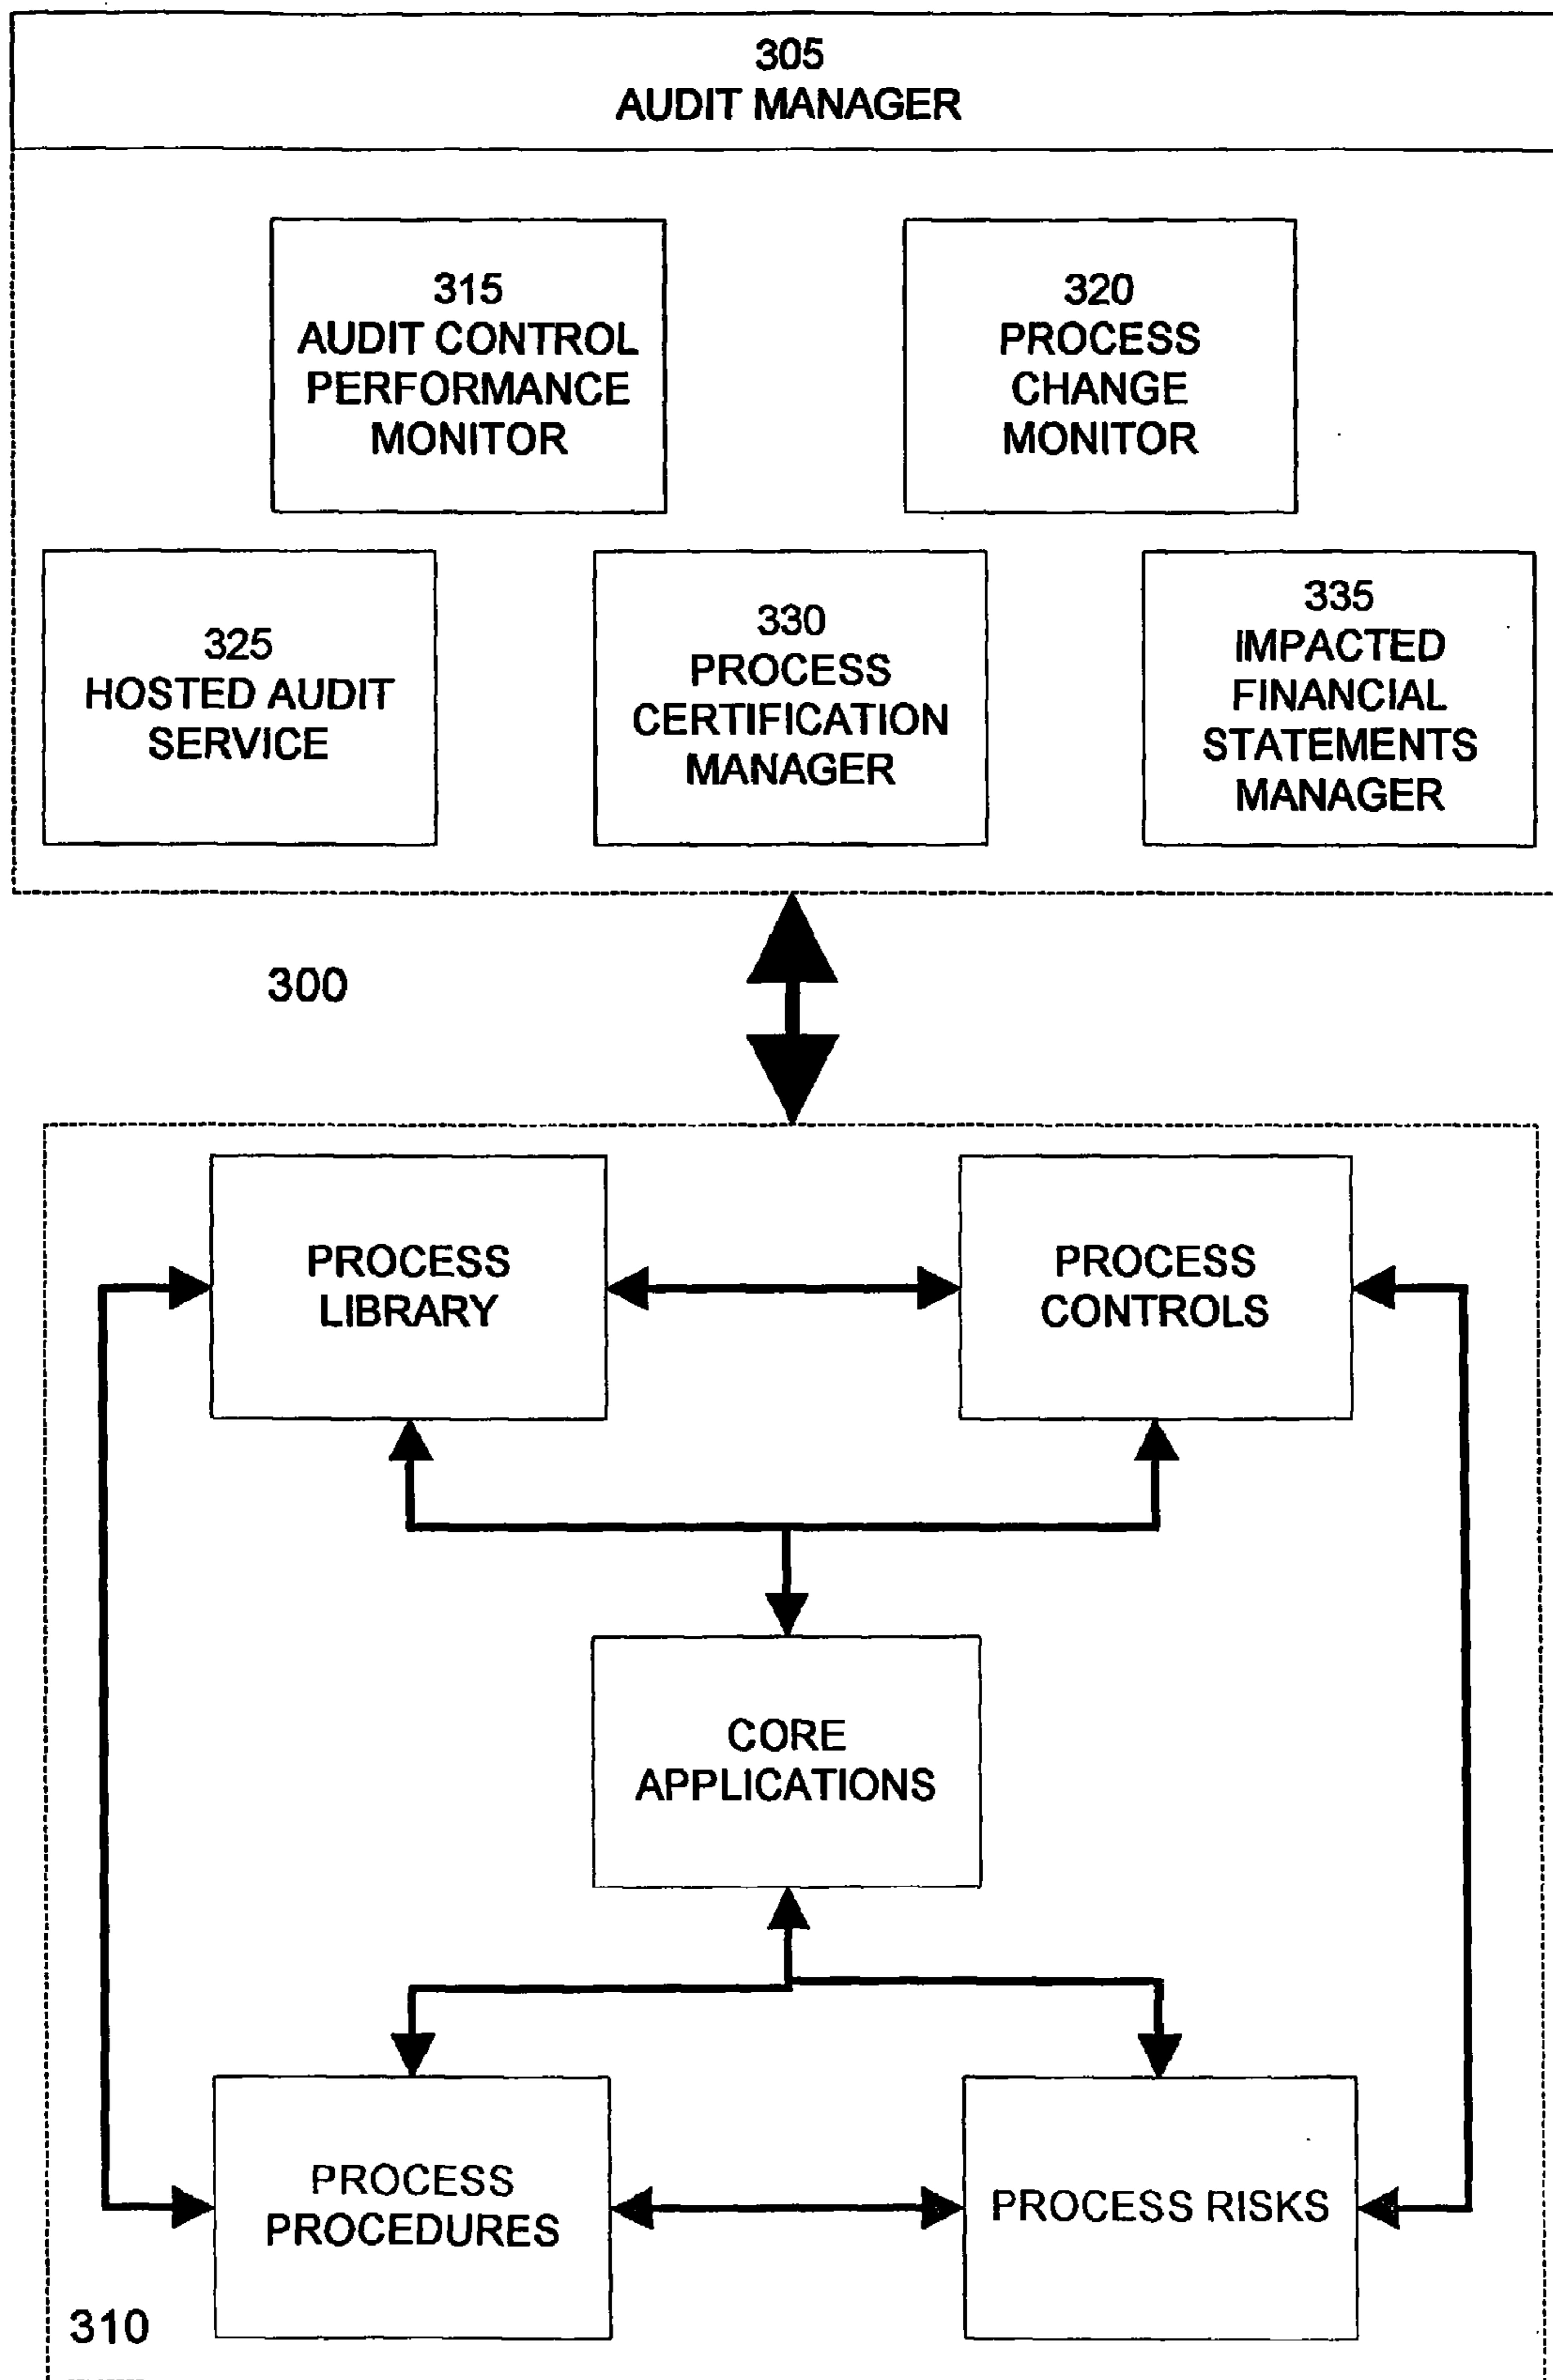 305
AUDIT MANAGER
315
AUDIT CONTROL
PERFORMANCE
MONITOR
320
PROCESS
CHANGE
MONITOR
325
HOSTED AUDIT
SERVICE
330
PROCESS
CERTIFICATION
MANAGER
335
IMPACTED
FINANCIAL
STATEMENTS
MANAGER
300
PROCESS
LIBRARY
PROCESS
CONTROLS
CORE
APPLICATIONS
PROCESS
PROCEDURES
PROCESS RISKS
310